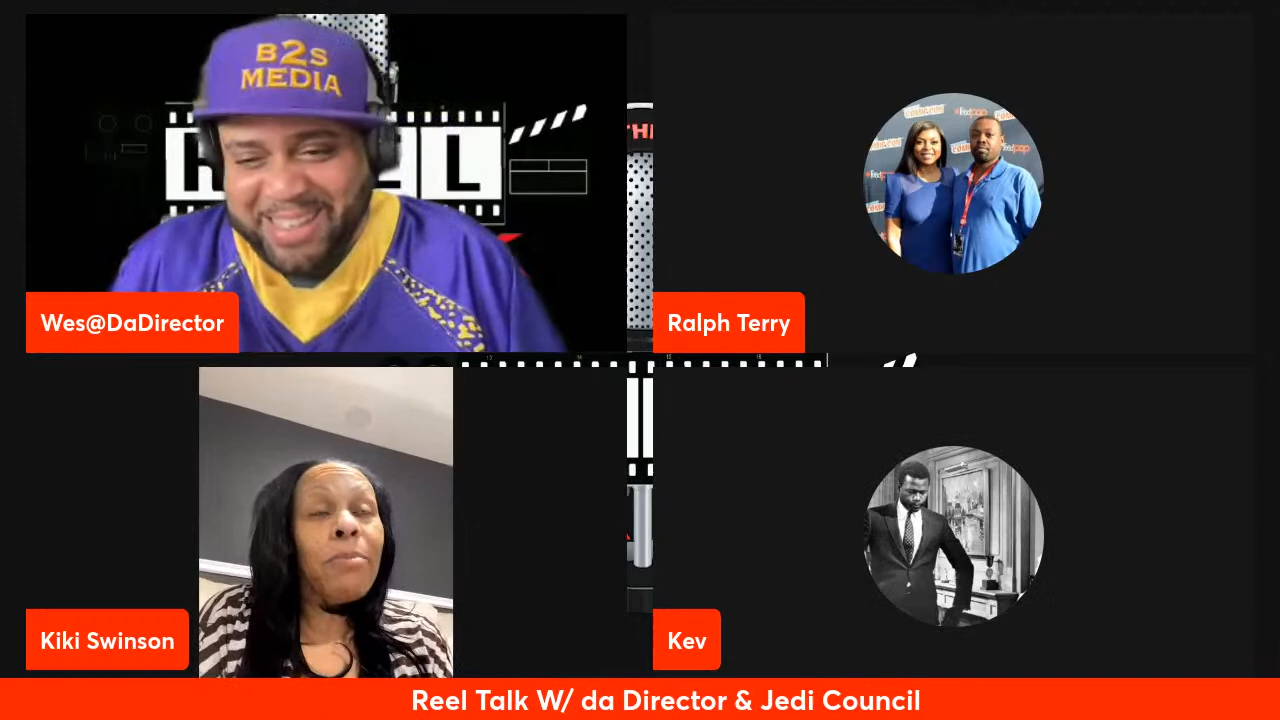 B2S
MEDIA
Wes@DaDirector
Ralph Terry
Kiki Swinson
Kev
Reel Talk W/ da Director & Jedi Council